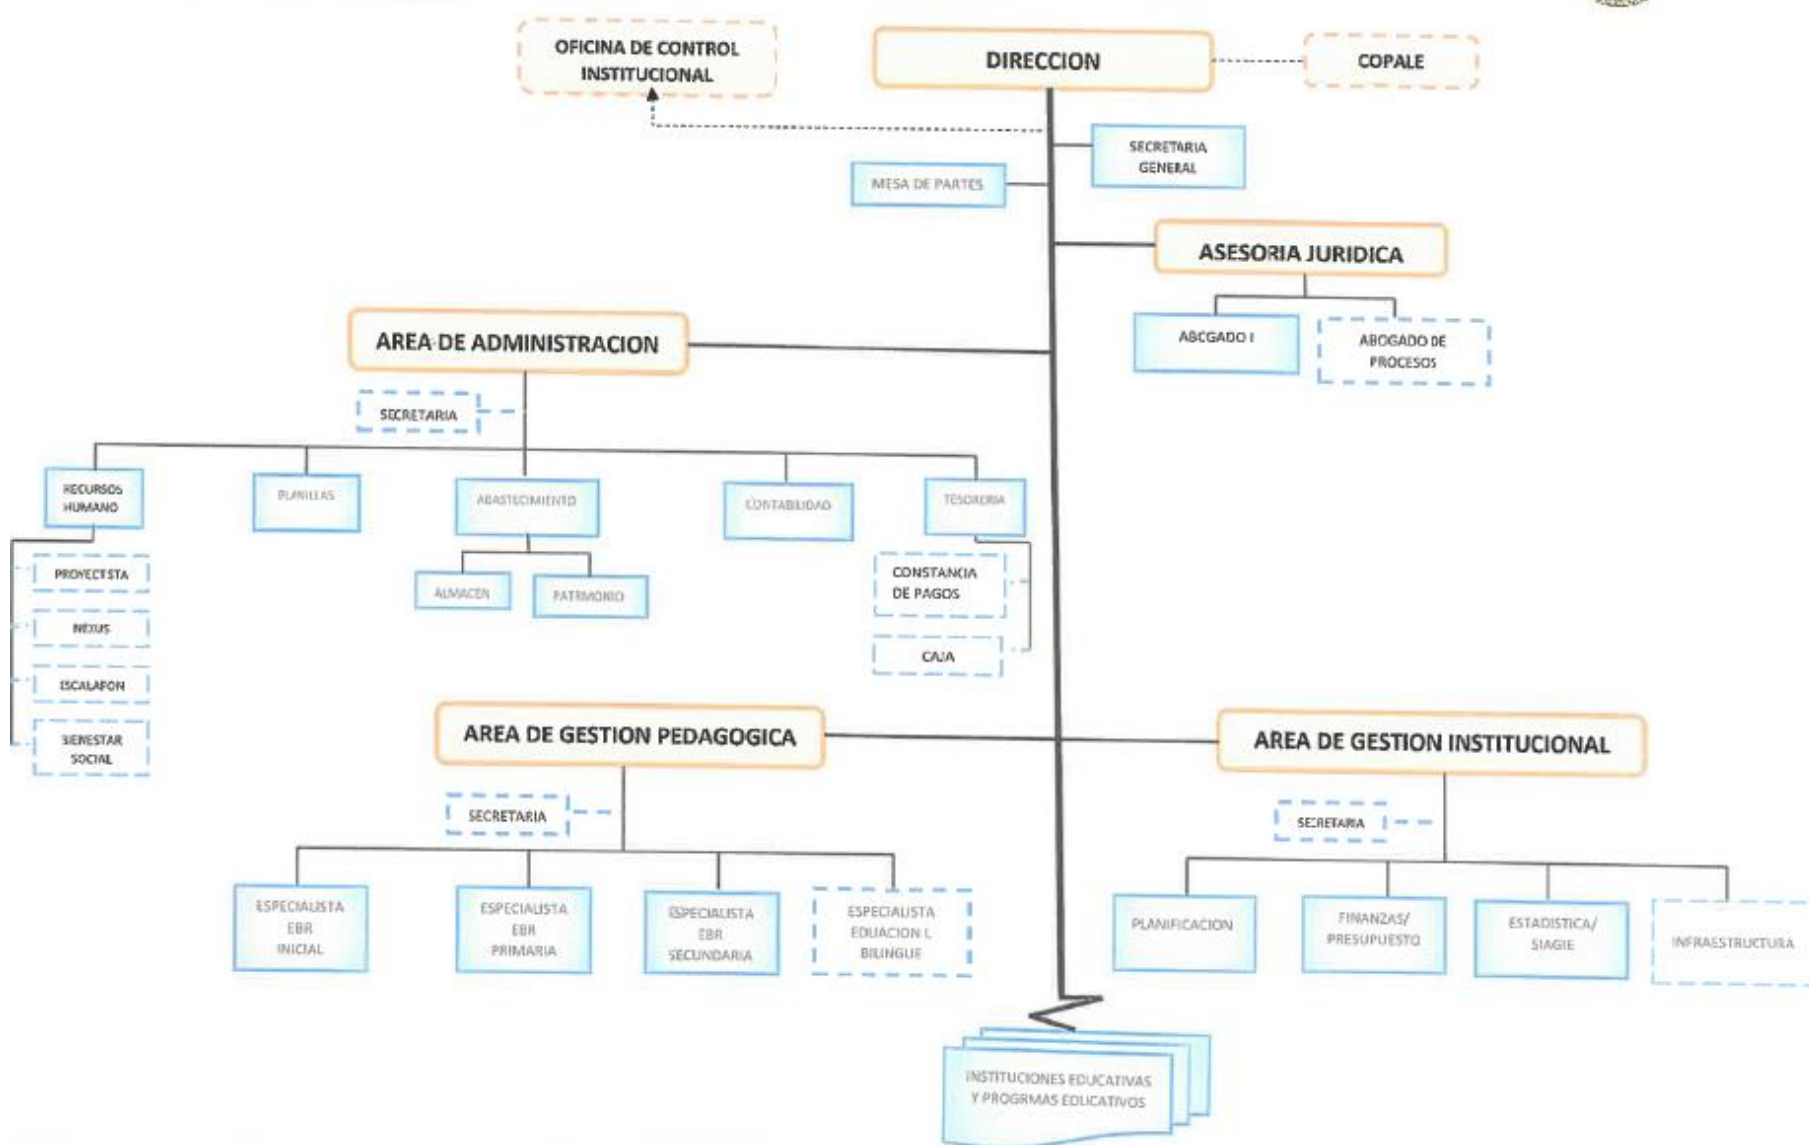 OFICINA DE CONTROL
INSTITUCIONAL
DIRECCION
COPALE
SECRETARIA
GENERAL
MESA DE PARTES
ASESORIA JURIDICA
ABOGADO I
ABOGADO DE
PROCESOS
AREA DE ADMINISTRACION
SECRETARIA
RECURSOS
HUMANO
PLANILLAS
ABASTECIMIENTO
CONTABILIDAD
TESORERIA
PROYECTISTA
NEXUS
ESCALAFON
BIENESTAR
SOCIAL
ALMACEN
PATRIMONIO
CONSTANCIA
DE PAGOS
CAJA
AREA DE GESTION PEDAGOGICA
AREA DE GESTION INSTITUCIONAL
SECRETARIA
SECRETARIA
ESPECIALISTA
EBR
INICIAL
ESPECIALISTA
EBR
PRIMARIA
ESPECIALISTA
EBR
SECUNDARIA
ESPECIALISTA
EDUACION I.
BILINGUE
PLANIFICACION
FINANZAS/
PRESUPUESTO
ESTADISTICA/
SIAGIE
INFRAESTRUCTURA
INSTITUCIONES EDUCATIVAS
Y PROGRMAS EDUCATIVOS